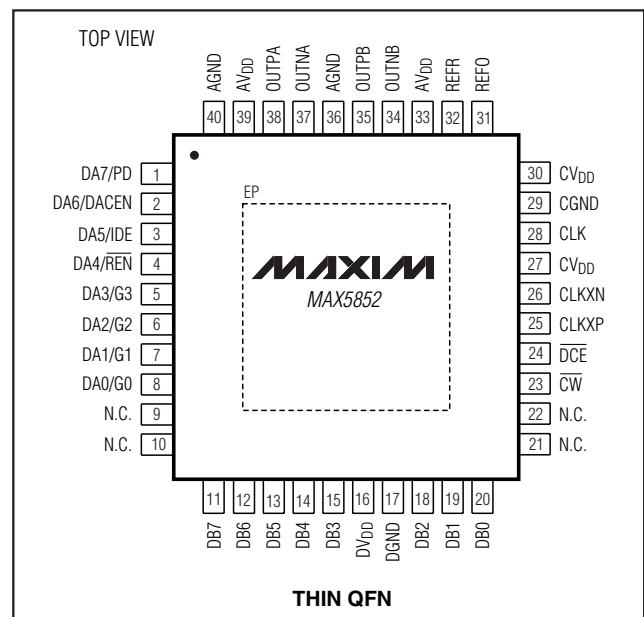 TOP VIEW
AGND
AVDD
OUTPA
OUTNA
AGND
OUTPB
OUTNB
AVDD
REFR
REFO
40 39 38 37 36 35 34 33 32 31
DA7/PD 1
DA6/DACEN 2
DA5/IDE 3
DA4/R̅E̅N̅ 4
DA3/G3 5
DA2/G2 6
DA1/G1 7
DA0/G0 8
N.C. 9
N.C. 10
EP
MAXIM
MAX5852
30 CVDD
29 CGND
28 CLK
27 CVDD
26 CLKXN
25 CLKXP
24 D̅C̅E̅
23 C̅W̅
22 N.C.
21 N.C.
11 12 13 14 15 16 17 18 19 20
DB7
DB6
DB5
DB4
DB3
DVDD
DGND
DB2
DB1
DB0
THIN QFN